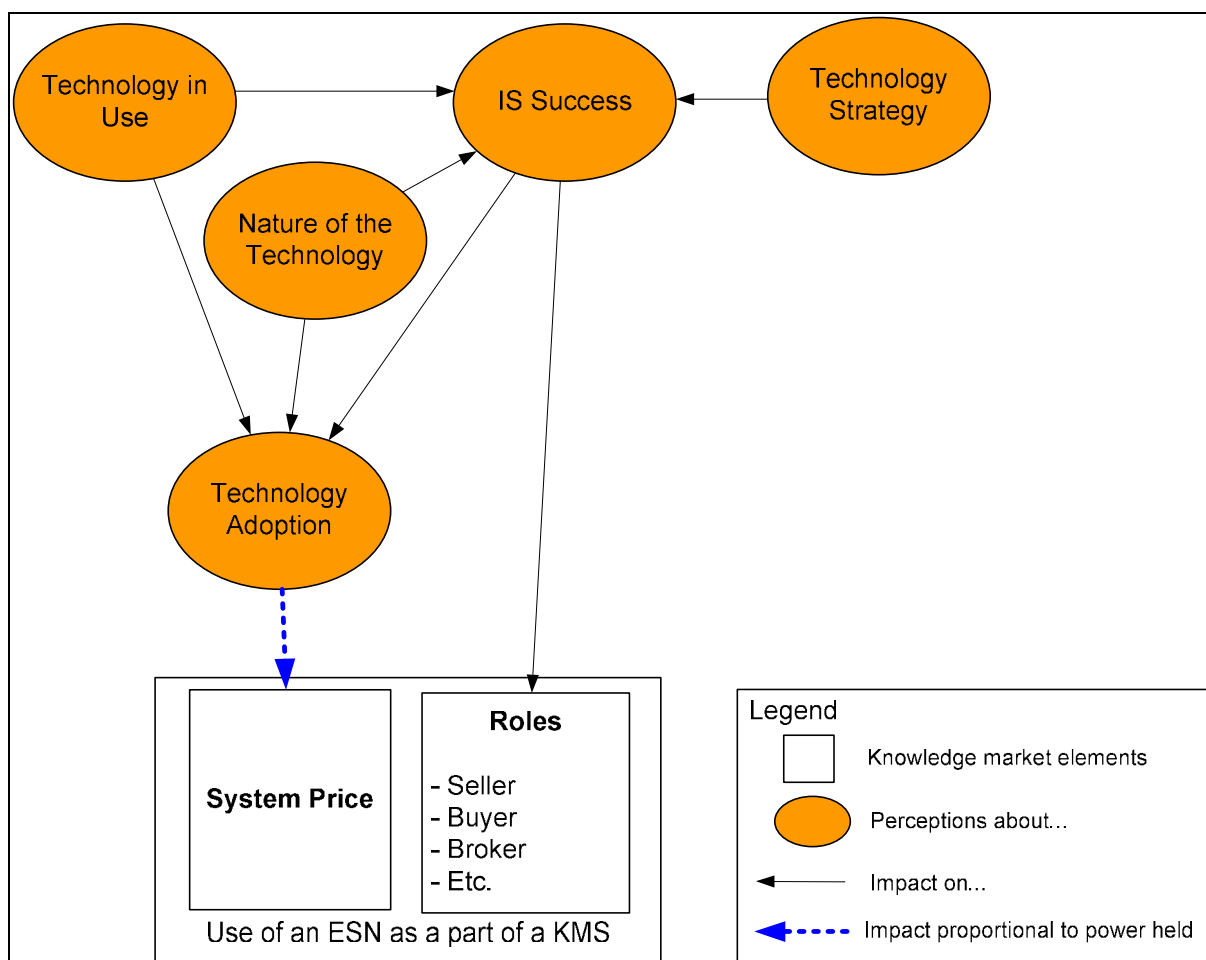 Technology in
Use
IS Success
Technology
Strategy
Nature of the
Technology
Technology
Adoption
System Price
Roles
- Seller
- Buyer
- Broker
- Etc.
Use of an ESN as a part of a KMS
Legend
Knowledge market elements
Perceptions about...
Impact on...
Impact proportional to power held